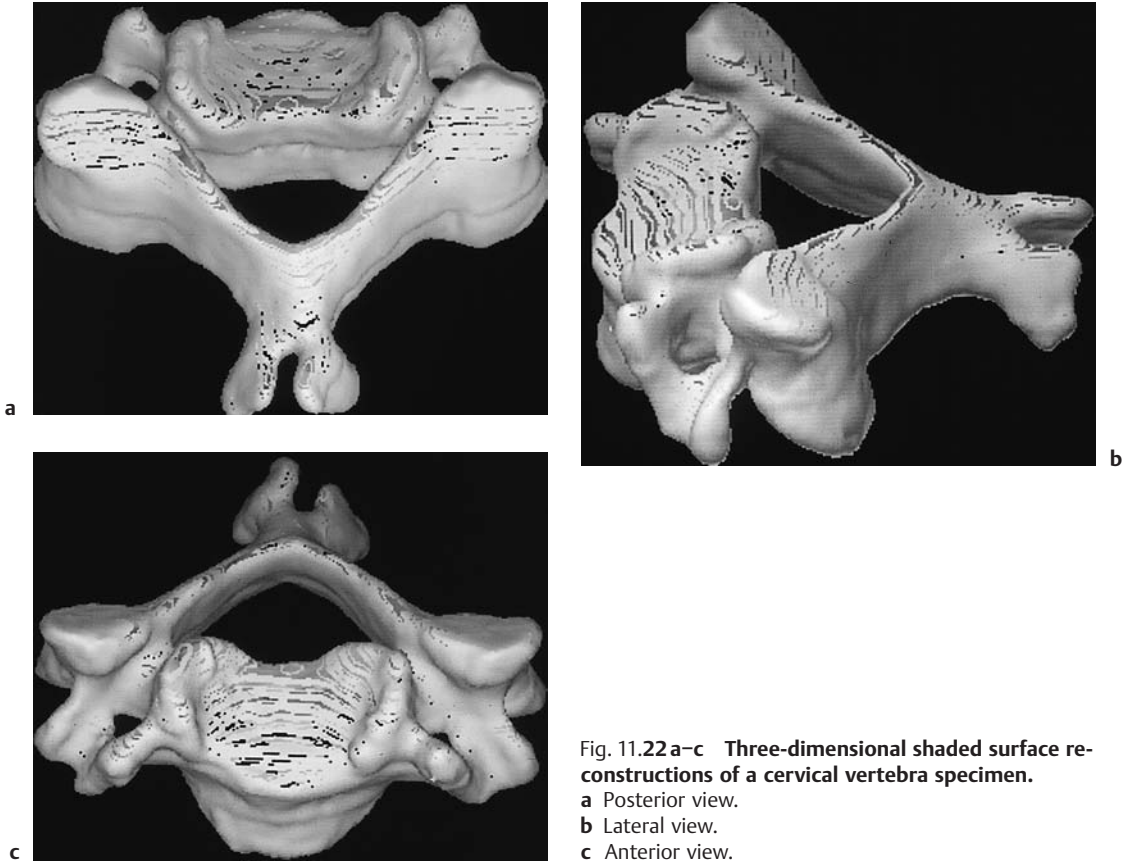 a
b
c
Fig. 11.22 a–c Three-dimensional shaded surface re-
constructions of a cervical vertebra specimen.
a Posterior view.
b Lateral view.
c Anterior view.